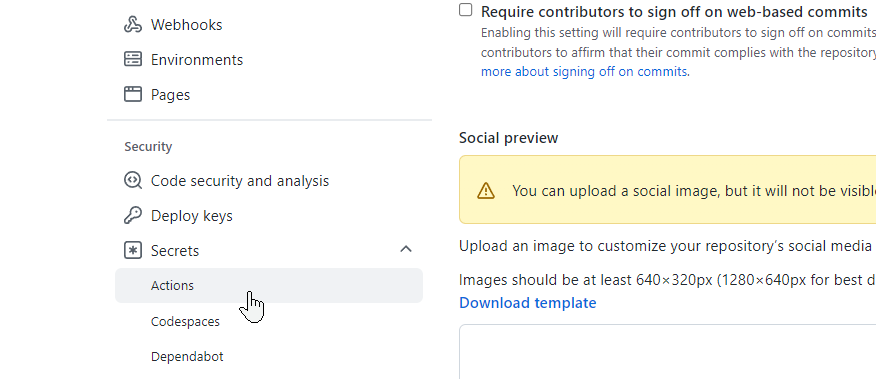 Webhooks
Environments
Pages
Security
Code security and analysis
Deploy keys
Secrets
Actions
Codespaces
Dependabot
Require contributors to sign off on web-based commits
Enabling this setting will require contributors to sign off on commits
contributors to affirm that their commit complies with the repository
more about signing off on commits.
Social preview
You can upload a social image, but it will not be visible
Upload an image to customize your repository's social media
Images should be at least 640×320px (1280×640px for best d
Download template